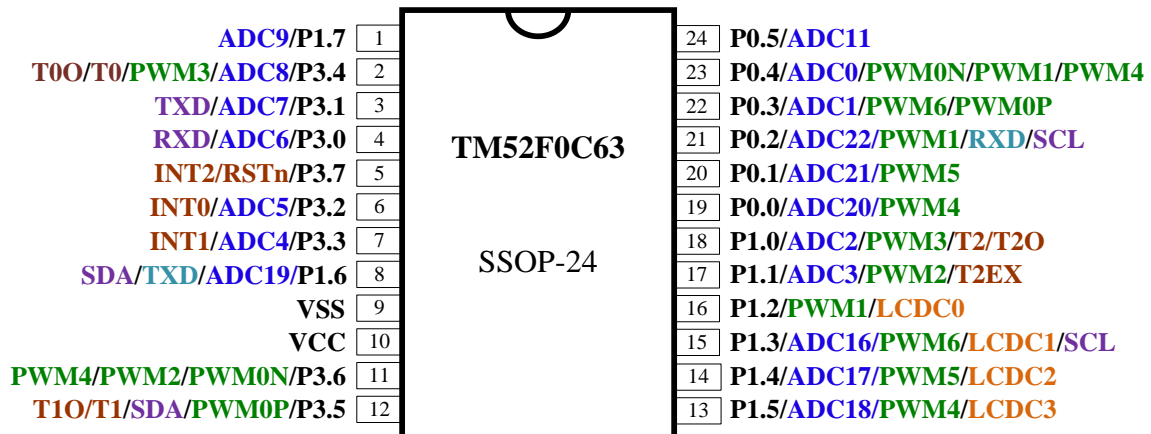 ADC9/P1.7 1 24 P0.5/ADC11
T0O/T0/PWM3/ADC8/P3.4 2 23 P0.4/ADC0/PWM0N/PWM1/PWM4
TXD/ADC7/P3.1 3 22 P0.3/ADC1/PWM6/PWM0P
RXD/ADC6/P3.0 4 TM52F0C63 21 P0.2/ADC22/PWM1/RXD/SCL
INT2/RSTn/P3.7 5 20 P0.1/ADC21/PWM5
INT0/ADC5/P3.2 6 19 P0.0/ADC20/PWM4
INT1/ADC4/P3.3 7 SSOP-24 18 P1.0/ADC2/PWM3/T2/T2O
SDA/TXD/ADC19/P1.6 8 17 P1.1/ADC3/PWM2/T2EX
VSS 9 16 P1.2/PWM1/LCDC0
VCC 10 15 P1.3/ADC16/PWM6/LCDC1/SCL
PWM4/PWM2/PWM0N/P3.6 11 14 P1.4/ADC17/PWM5/LCDC2
T1O/T1/SDA/PWM0P/P3.5 12 13 P1.5/ADC18/PWM4/LCDC3